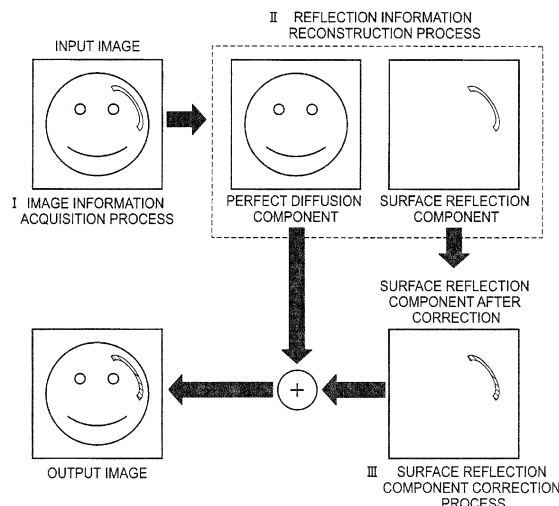 II REFLECTION INFORMATION
RECONSTRUCTION PROCESS
INPUT IMAGE
I IMAGE INFORMATION
ACQUISITION PROCESS
PERFECT DIFFUSION
COMPONENT
SURFACE REFLECTION
COMPONENT
SURFACE REFLECTION
COMPONENT AFTER
CORRECTION
+
OUTPUT IMAGE
III SURFACE REFLECTION
COMPONENT CORRECTION
PROCESS